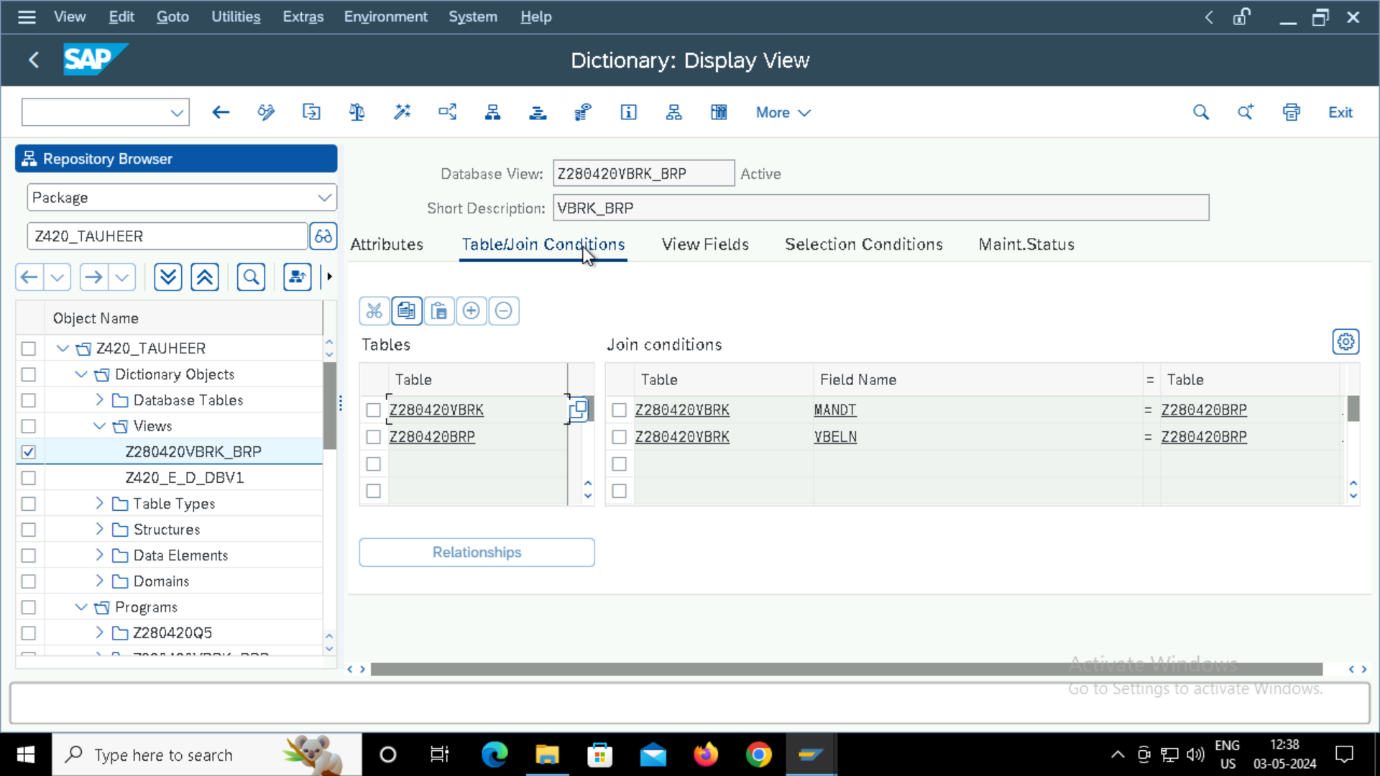 View Edit Goto Utilities Extras Environment System Help
SAP Dictionary: Display View
More Exit
Repository Browser
Package
Z420_TAUHEER
Object Name
Z420_TAUHEER
Dictionary Objects
Database Tables
Views
Z280420VBRK_BRP
Z420_E_D_DBV1
Table Types
Structures
Data Elements
Domains
Programs
Z280420Q5
Database View: Z280420VBRK_BRP Active
Short Description: VBRK_BRP
Attributes Table/Join Conditions View Fields Selection Conditions Maint.Status
Tables Join conditions
Table Table Field Name = Table
Z280420VBRK Z280420VBRK MANDT = Z280420BRP
Z280420BRP Z280420VBRK VBELN = Z280420BRP
Relationships
Activate Windows
Go to Settings to activate Windows.
Type here to search
ENG
US
12:38
03-05-2024